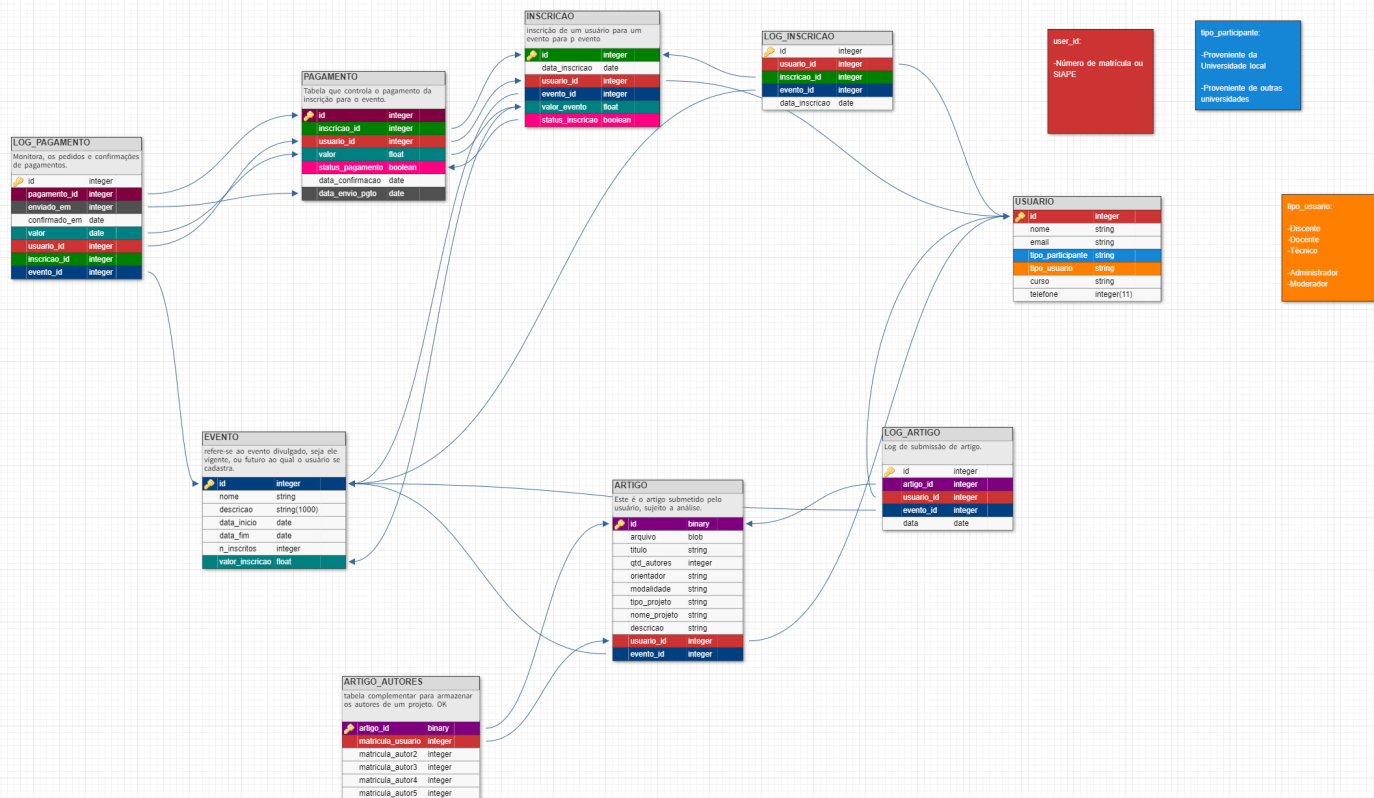 INSCRICAO
inscrição de um usuário para um
evento para p evento
id integer
data_inscricao date
usuario_id integer
evento_id integer
valor_evento float
status_inscricao boolean
LOG_INSCRICAO
id integer
usuario_id integer
inscricao_id integer
evento_id integer
data_inscricao date
user_id:
-Número de matrícula ou
SIAPE
tipo_participante:
-Proveniente da
Universidade local
-Proveniente de outras
universidades
PAGAMENTO
Tabela que controla o pagamento da
inscrição para o evento.
id integer
inscricao_id integer
usuario_id integer
valor float
status_pagamento boolean
data_confirmacao date
data_envio_pgto date
LOG_PAGAMENTO
Monitora, os pedidos e confirmações
de pagamentos.
id integer
pagamento_id integer
enviado_em integer
confirmado_em date
valor date
usuario_id integer
inscricao_id integer
evento_id integer
USUARIO
id integer
nome string
email string
tipo_participante string
tipo_usuario string
curso string
telefone integer(11)
tipo_usuario:
-Discente
-Docente
-Técnico
-Administrador
-Moderador
EVENTO
refere-se ao evento divulgado, seja ele
vigente, ou futuro ao qual o usuário se
cadastra.
id integer
nome string
descricao string(1000)
data_inicio date
data_fim date
n_inscritos integer
valor_inscricao float
LOG_ARTIGO
Log de submissão de artigo.
id integer
artigo_id integer
usuario_id integer
evento_id integer
data date
ARTIGO
Este é o artigo submetido pelo
usuário, sujeito a análise.
id binary
arquivo blob
titulo string
qtd_autores integer
orientador string
modalidade string
tipo_projeto string
nome_projeto string
descricao string
usuario_id integer
evento_id integer
ARTIGO_AUTORES
tabela complementar para armazenar
os autores de um projeto. OK
artigo_id binary
matricula_usuario integer
matricula_autor2 integer
matricula_autor3 integer
matricula_autor4 integer
matricula_autor5 integer